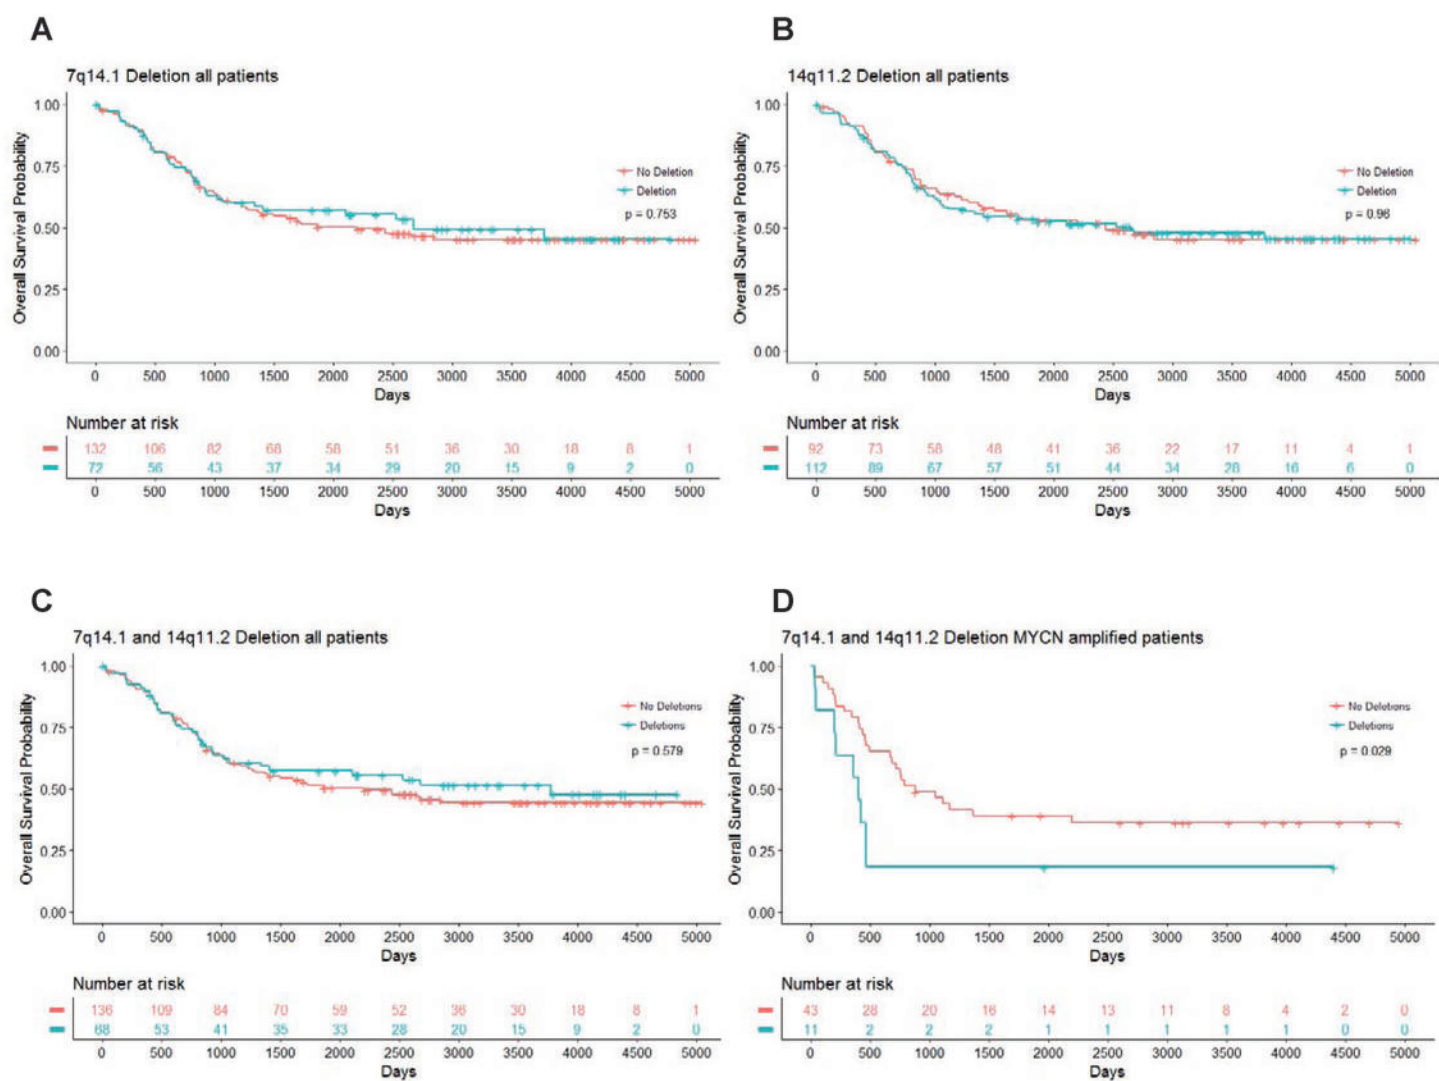 A
7q14.1 Deletion all patients
Overall Survival Probability
1.00
0.75
0.50
0.25
0.00
No Deletion
Deletion
p = 0.753
0 500 1000 1500 2000 2500 3000 3500 4000 4500 5000
Days
Number at risk
132 106 82 68 58 51 36 30 18 8 1
72 56 43 37 34 29 20 15 9 2 0
0 500 1000 1500 2000 2500 3000 3500 4000 4500 5000
Days
B
14q11.2 Deletion all patients
Overall Survival Probability
1.00
0.75
0.50
0.25
0.00
No Deletion
Deletion
p = 0.96
0 500 1000 1500 2000 2500 3000 3500 4000 4500 5000
Days
Number at risk
92 73 58 48 41 36 22 17 11 4 1
112 89 67 57 51 44 34 28 16 6 0
0 500 1000 1500 2000 2500 3000 3500 4000 4500 5000
Days
C
7q14.1 and 14q11.2 Deletion all patients
Overall Survival Probability
1.00
0.75
0.50
0.25
0.00
No Deletions
Deletions
p = 0.579
0 500 1000 1500 2000 2500 3000 3500 4000 4500 5000
Days
Number at risk
136 109 84 70 59 52 36 30 18 8 1
68 53 41 35 33 28 20 15 9 2 0
0 500 1000 1500 2000 2500 3000 3500 4000 4500 5000
Days
D
7q14.1 and 14q11.2 Deletion MYCN amplified patients
Overall Survival Probability
1.00
0.75
0.50
0.25
0.00
No Deletions
Deletions
p = 0.029
0 500 1000 1500 2000 2500 3000 3500 4000 4500 5000
Days
Number at risk
43 28 20 16 14 13 11 8 4 2 0
11 2 2 2 1 1 1 1 1 0 0
0 500 1000 1500 2000 2500 3000 3500 4000 4500 5000
Days